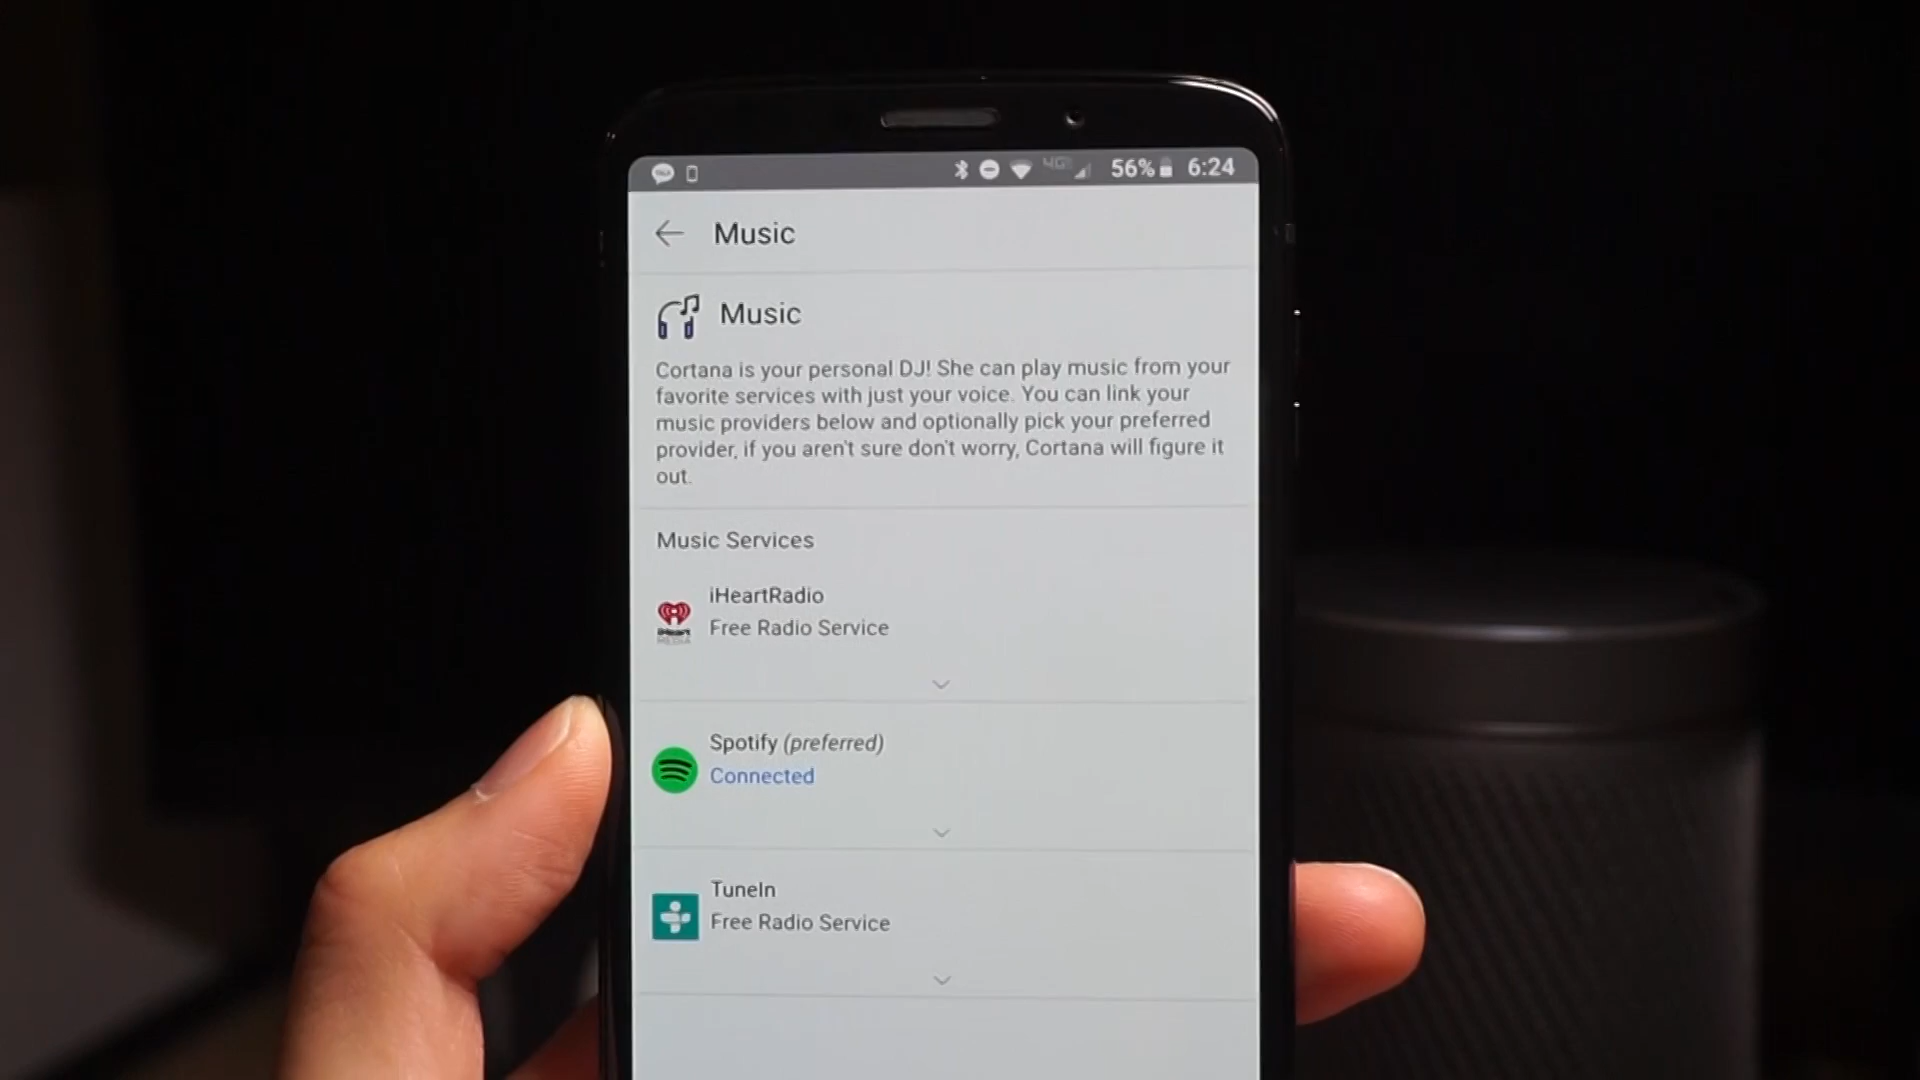 4G 56% 6:24
Music
Music
Cortana is your personal DJ! She can play music from your
favorite services with just your voice. You can link your
music providers below and optionally pick your preferred
provider, if you aren't sure don't worry, Cortana will figure it
out.
Music Services
iHeartRadio
Free Radio Service
iHeart
MEDIA
Spotify (preferred)
Connected
TuneIn
Free Radio Service